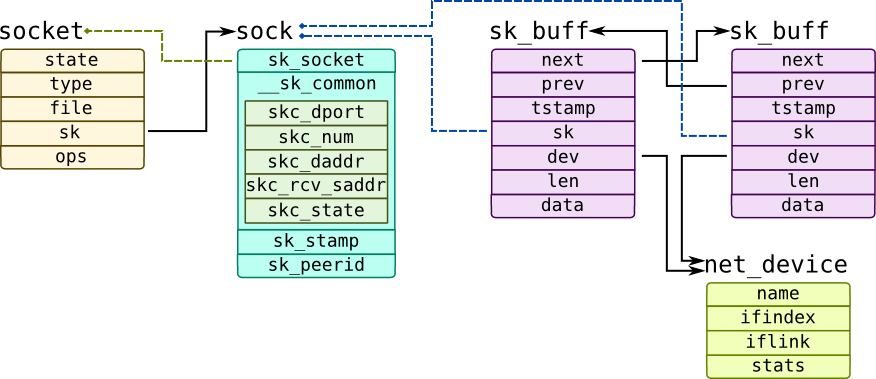 socket
state
type
file
sk
ops
sock
sk_socket
__sk_common
skc_dport
skc_num
skc_daddr
skc_rcv_saddr
skc_state
sk_stamp
sk_peerid
sk_buff
next
prev
tstamp
sk
dev
len
data
sk_buff
next
prev
tstamp
sk
dev
len
data
net_device
name
ifindex
iflink
stats